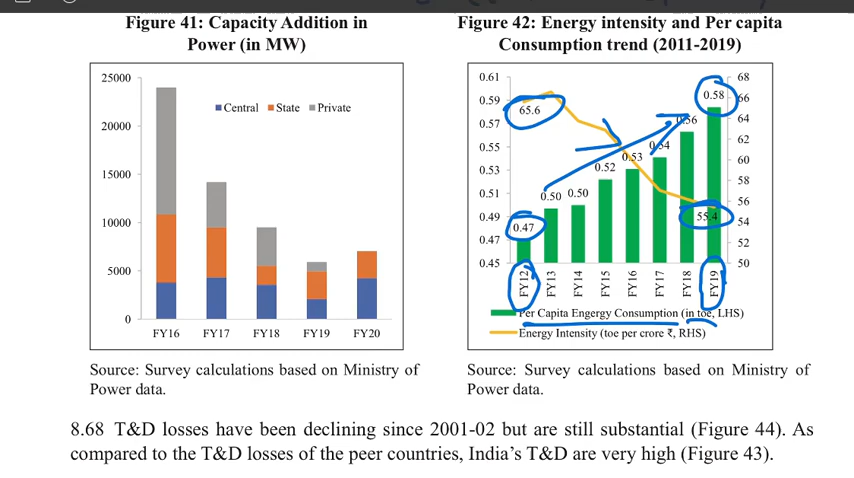 Figure 41: Capacity Addition in
Power (in MW)
25000
20000
15000
10000
5000
0
Central State Private
FY16 FY17 FY18 FY19 FY20
Source: Survey calculations based on Ministry of
Power data.
Figure 42: Energy intensity and Per capita
Consumption trend (2011-2019)
0.61
0.59
0.57
0.55
0.53
0.51
0.49
0.47
0.45
68
66
64
62
60
58
56
54
52
50
65.6
0.47
0.50
0.50
0.52
0.53
0.54
0.56
0.58
55.4
FY12 FY13 FY14 FY15 FY16 FY17 FY18 FY19
Per Capita Engergy Consumption (in toe, LHS)
Energy Intensity (toe per crore ₹, RHS)
Source: Survey calculations based on Ministry of
Power data.
8.68 T&D losses have been declining since 2001-02 but are still substantial (Figure 44). As
compared to the T&D losses of the peer countries, India's T&D are very high (Figure 43).